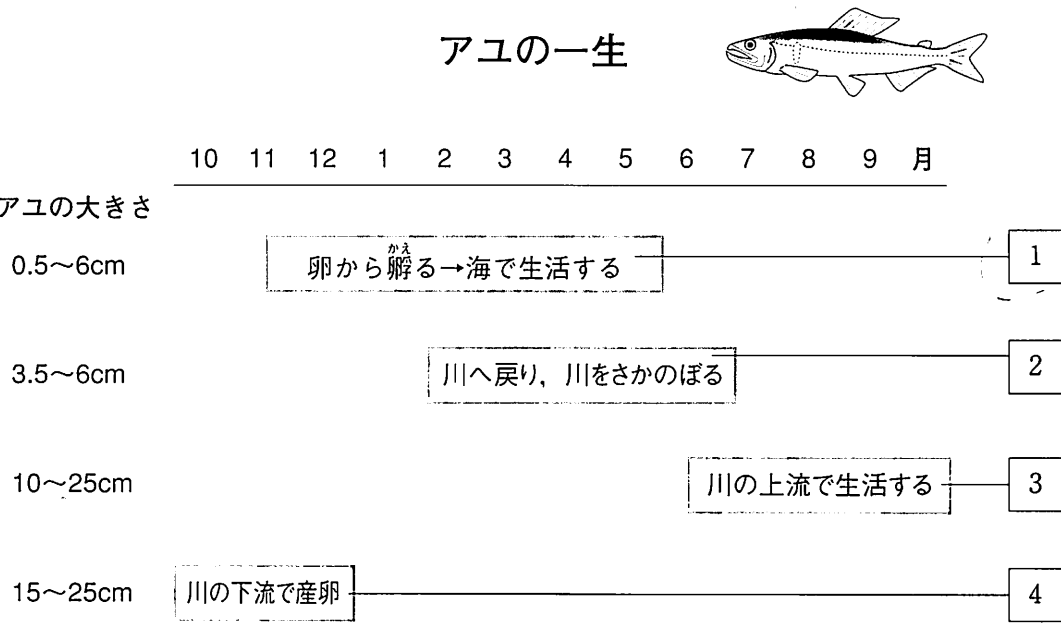 アユの一生
10 11 12 1 2 3 4 5 6 7 8 9 月
アユの大きさ
0.5～6cm 卵から孵る→海で生活する 1
かえ
3.5～6cm 川へ戻り，川をさかのぼる 2
10～25cm 川の上流で生活する 3
15～25cm 川の下流で産卵 4